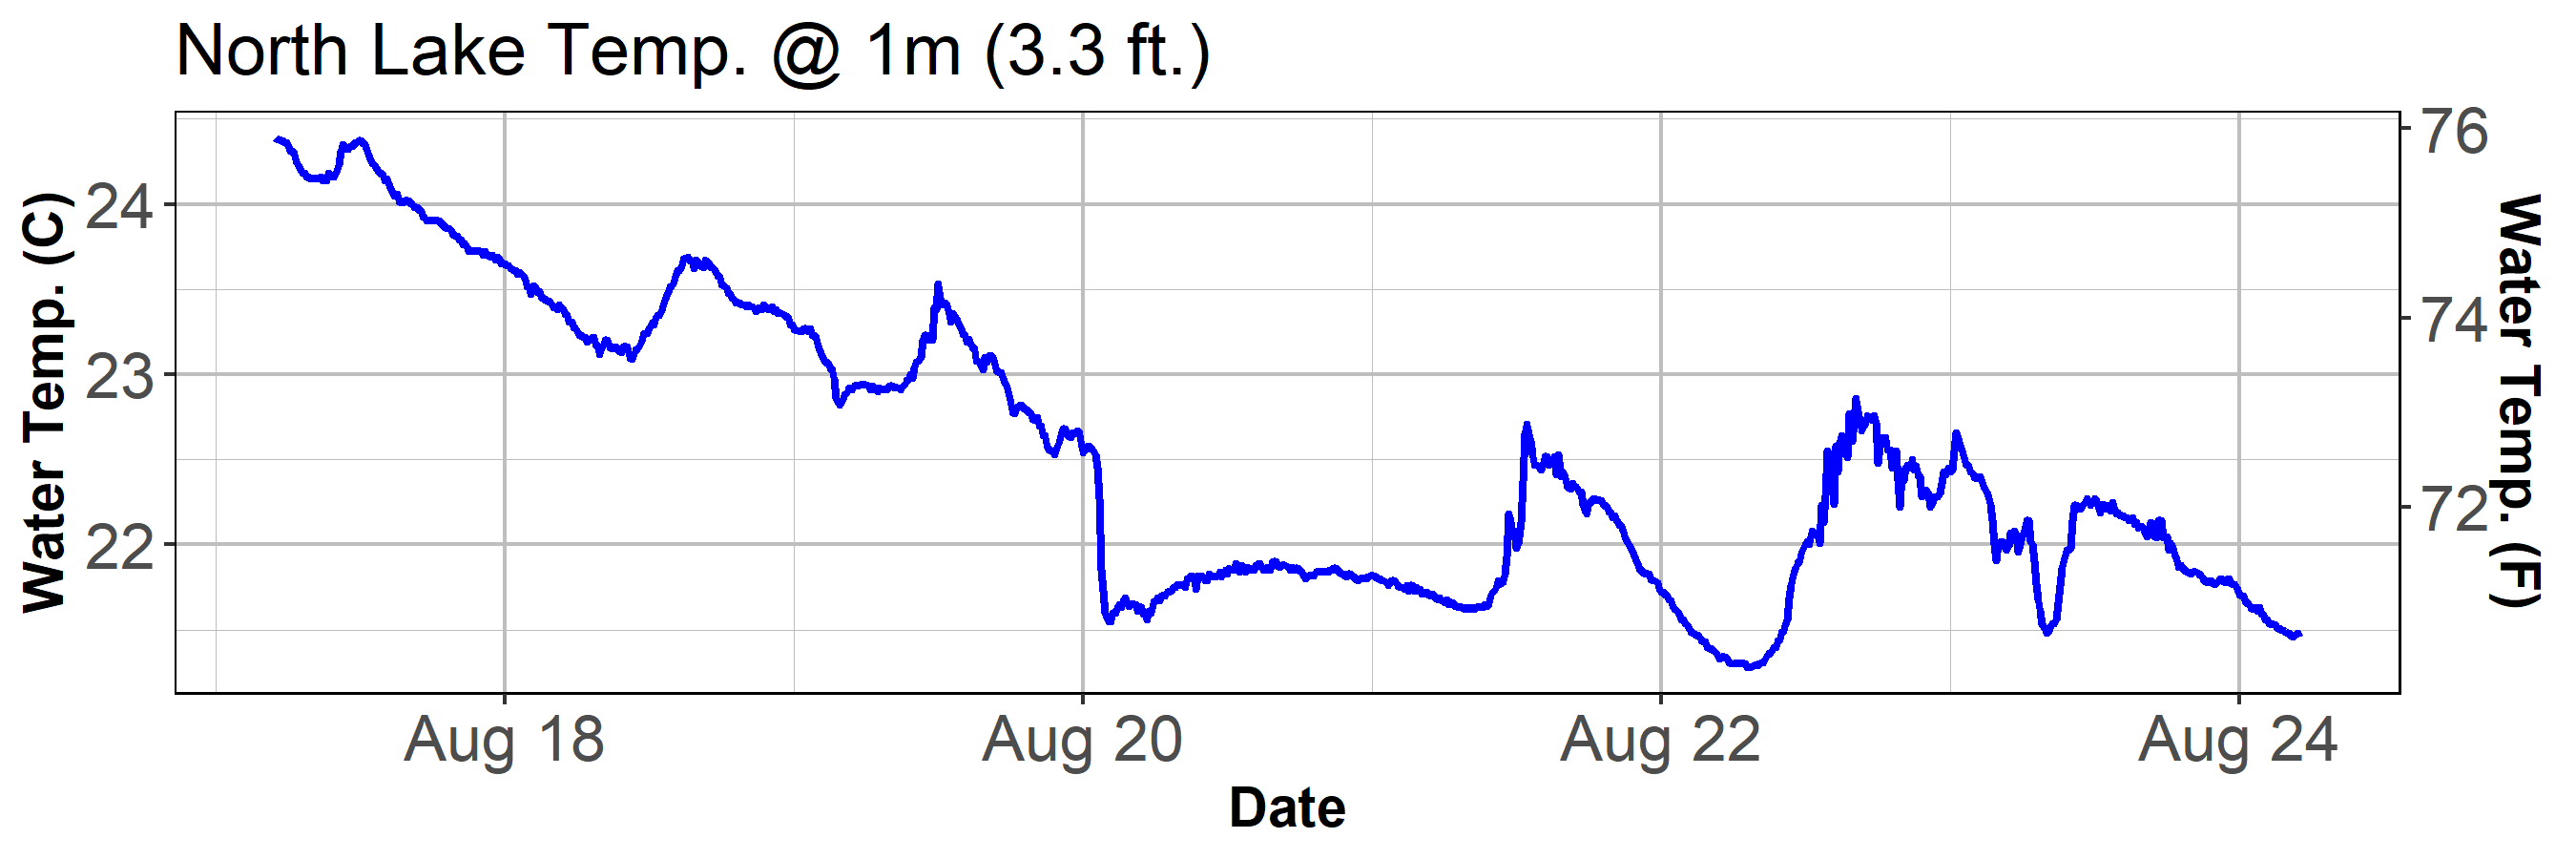 North Lake Temp. @ 1m (3.3 ft.)
Water Temp. (C)
24
23
22
76
74
72
Water Temp. (F)
Aug 18 Aug 20 Aug 22 Aug 24
Date